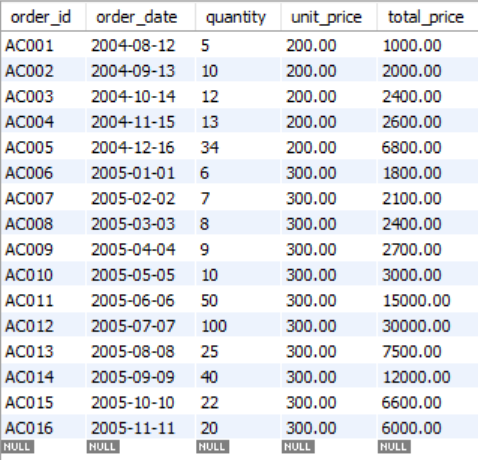 order_id order_date quantity unit_price total_price
AC001 2004-08-12 5 200.00 1000.00
AC002 2004-09-13 10 200.00 2000.00
AC003 2004-10-14 12 200.00 2400.00
AC004 2004-11-15 13 200.00 2600.00
AC005 2004-12-16 34 200.00 6800.00
AC006 2005-01-01 6 300.00 1800.00
AC007 2005-02-02 7 300.00 2100.00
AC008 2005-03-03 8 300.00 2400.00
AC009 2005-04-04 9 300.00 2700.00
AC010 2005-05-05 10 300.00 3000.00
AC011 2005-06-06 50 300.00 15000.00
AC012 2005-07-07 100 300.00 30000.00
AC013 2005-08-08 25 300.00 7500.00
AC014 2005-09-09 40 300.00 12000.00
AC015 2005-10-10 22 300.00 6600.00
AC016 2005-11-11 20 300.00 6000.00
NULL NULL NULL NULL NULL